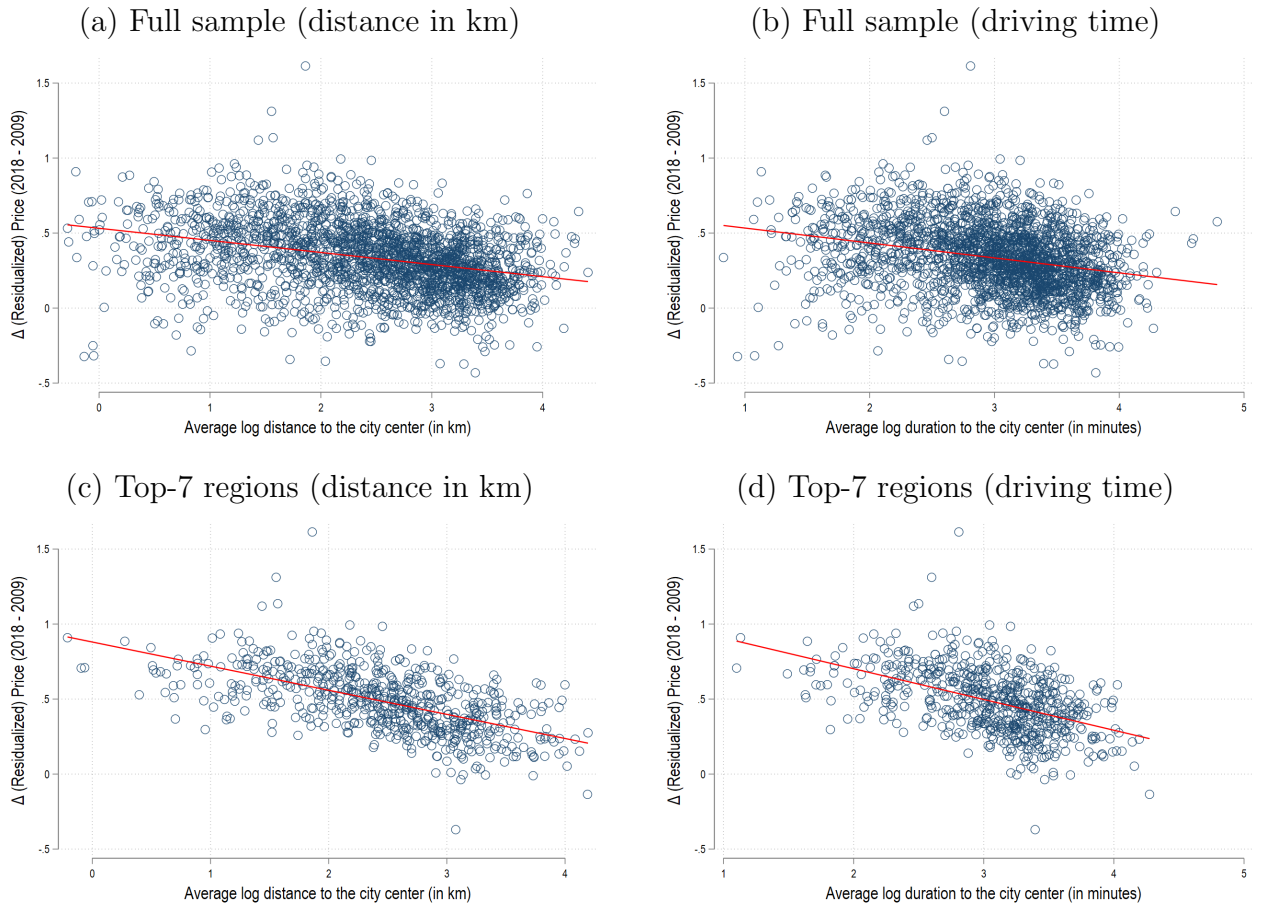 (a) Full sample (distance in km)
Δ (Residualized) Price (2018 - 2009)
1.5
1
.5
0
-.5
0 1 2 3 4
Average log distance to the city center (in km)
(b) Full sample (driving time)
Δ (Residualized) Price (2018 - 2009)
1.5
1
.5
0
-.5
1 2 3 4 5
Average log duration to the city center (in minutes)
(c) Top-7 regions (distance in km)
Δ (Residualized) Price (2018 - 2009)
1.5
1
.5
0
-.5
0 1 2 3 4
Average log distance to the city center (in km)
(d) Top-7 regions (driving time)
Δ (Residualized) Price (2018 - 2009)
1.5
1
.5
0
-.5
1 2 3 4 5
Average log duration to the city center (in minutes)